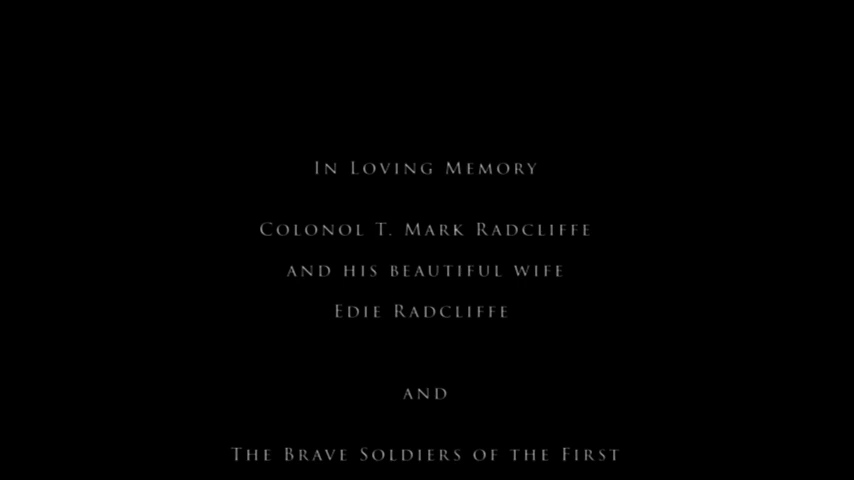 In Loving Memory
Colonol T. Mark Radcliffe
and his beautiful wife
Edie Radcliffe
and
The Brave Soldiers of the First